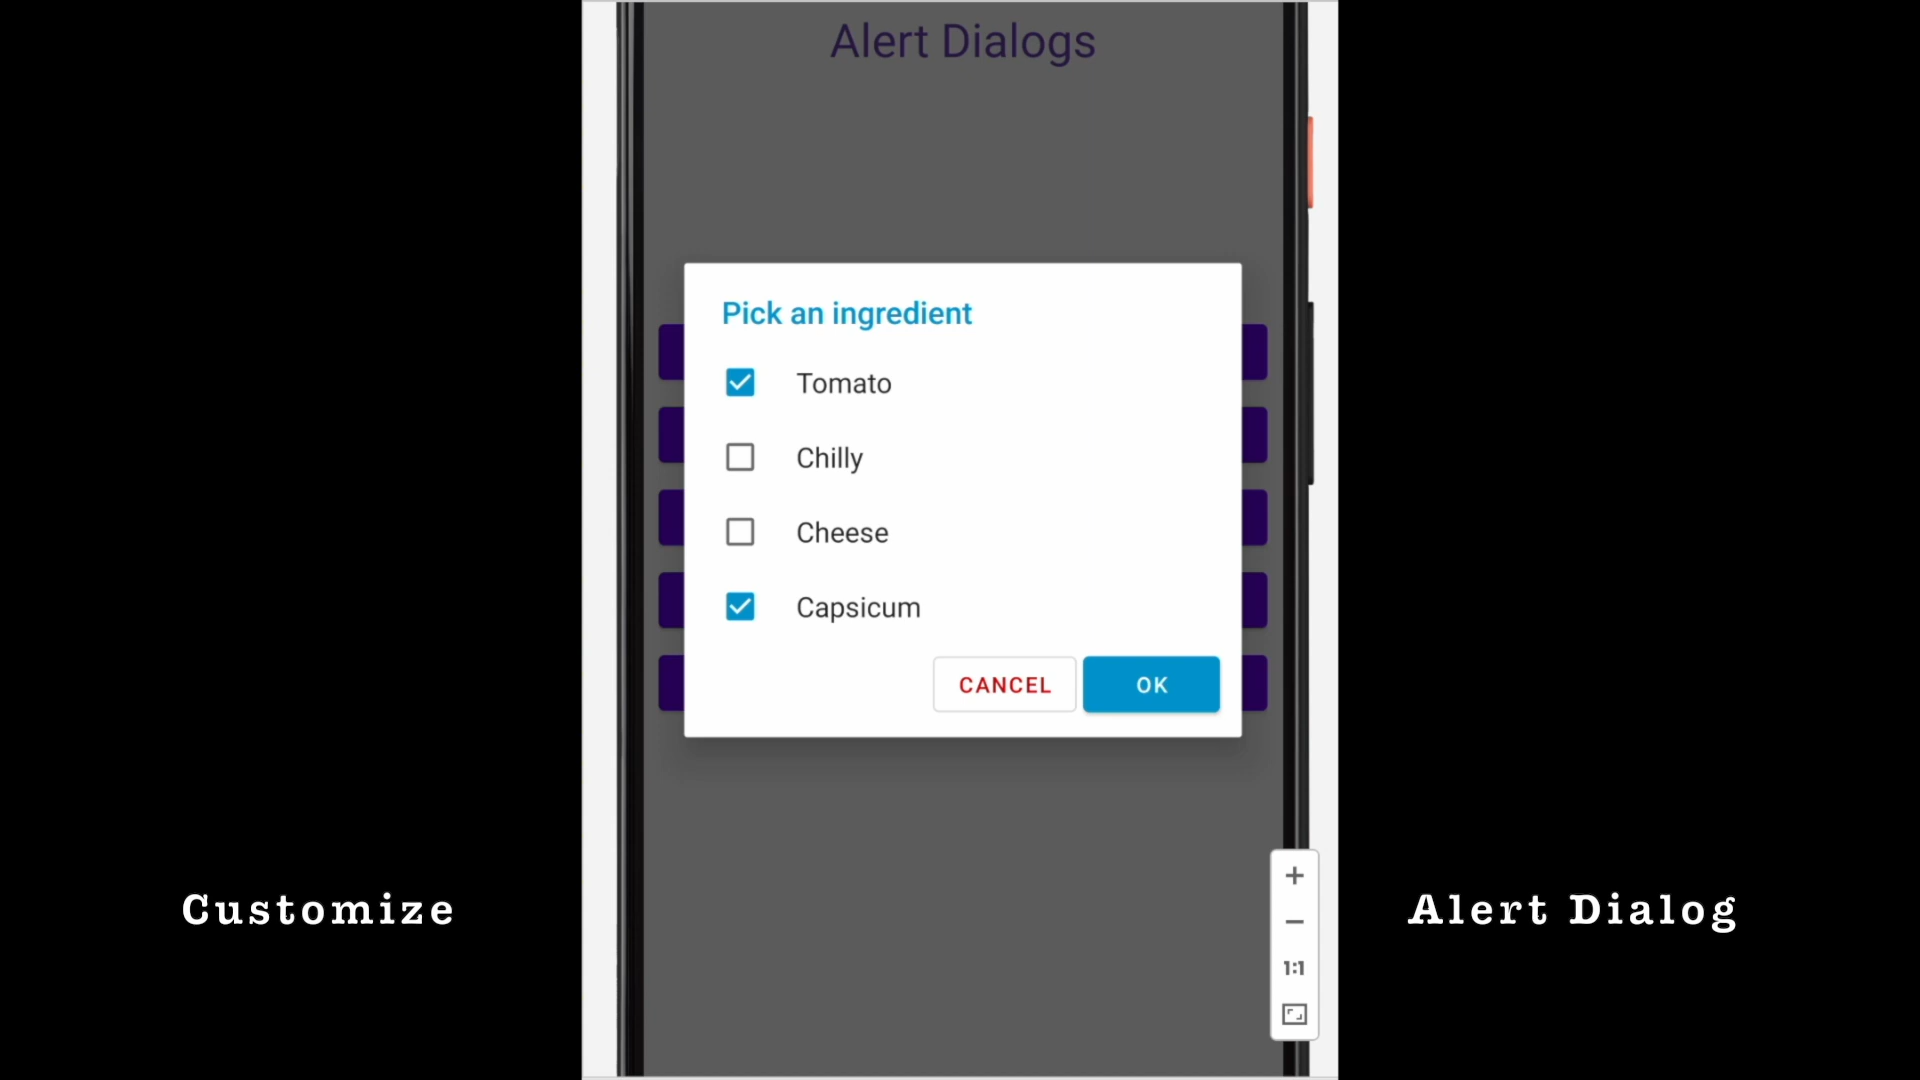 Alert Dialogs
Pick an ingredient
Tomato
Chilly
Cheese
Capsicum
CANCEL
OK
1:1
Customize
Alert Dialog